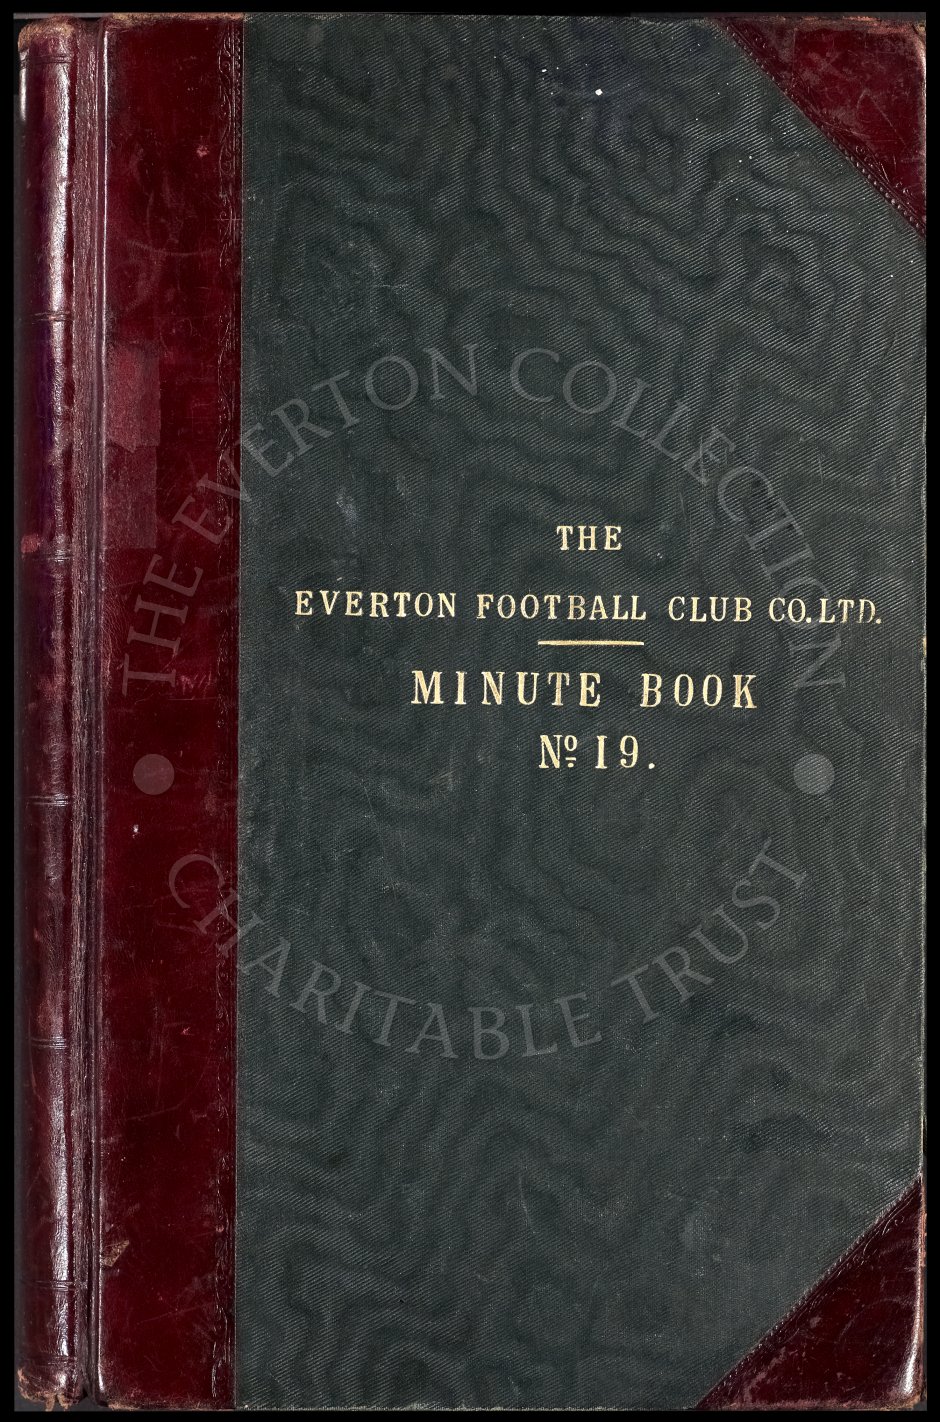 THE
EVERTON FOOTBALL CLUB CO. LTD.
MINUTE BOOK
Nº 19.
THE EVERTON COLLECTION
CHARITABLE TRUST